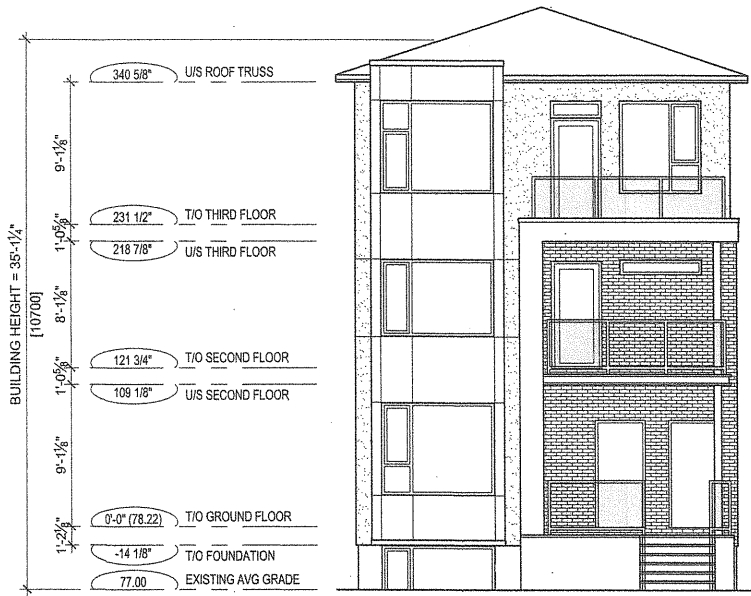 340 5/8" U/S ROOF TRUSS
9'-1⅛"
231 1/2" T/O THIRD FLOOR
1'-0⅝"
218 7/8" U/S THIRD FLOOR
8'-1⅛"
BUILDING HEIGHT = 35'-1¼"
[10700]
121 3/4" T/O SECOND FLOOR
1'-0⅝"
109 1/8" U/S SECOND FLOOR
9'-1⅛"
0'-0" (78.22) T/O GROUND FLOOR
1'-2⅛"
-14 1/8" T/O FOUNDATION
77.00 EXISTING AVG GRADE